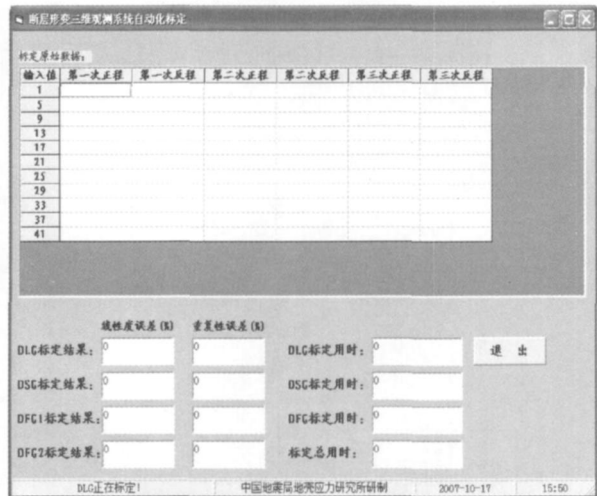 断层形变三维观测系统自动化标定
标定原始数据:
输入值 第一次正程 第一次反程 第二次正程 第二次反程 第三次正程 第三次反程
1
5
9
13
17
21
25
29
33
37
41
线性度误差(%) 重复性误差(%)
DLG标定结果: 0 0 DLG标定用时: 0 退 出
DSG标定结果: 0 0 DSG标定用时: 0
DFG1标定结果: 0 0 DFG标定用时: 0
DFG2标定结果: 0 0 标定总用时: 0
DLG正在标定! 中国地震局地壳应力研究所研制 2007-10-17 15:50